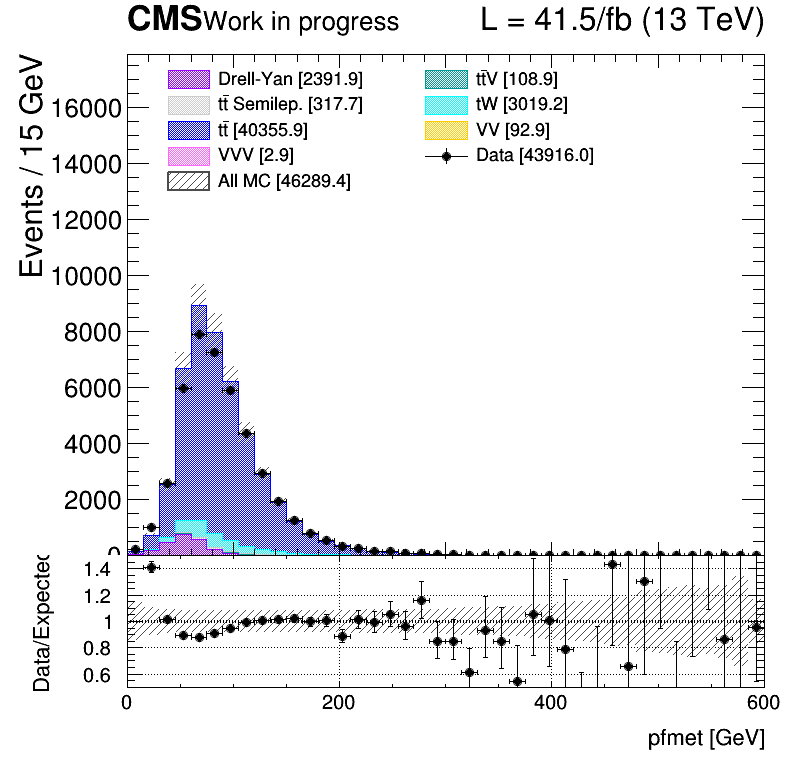 CMS Work in progress L = 41.5/fb (13 TeV)
Drell-Yan [2391.9]
tt̄ Semilep. [317.7]
tt̄ [40355.9]
VVV [2.9]
All MC [46289.4]
tt̄V [108.9]
tW [3019.2]
VV [92.9]
Data [43916.0]
Events / 15 GeV
16000
14000
12000
10000
8000
6000
4000
2000
0
Data/Expected
1.4
1.2
1
0.8
0.6
0 200 400 600
pfmet [GeV]